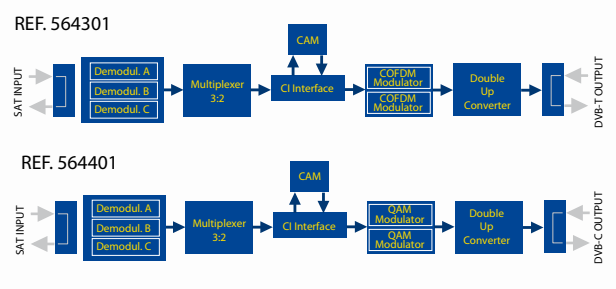 REF. 564301
SAT INPUT
Demodul. A
Demodul. B
Demodul. C
Multiplexer
3:2
CAM
CI Interface
COFDM
Modulator
COFDM
Modulator
Double
Up
Converter
DVB-T OUTPUT
REF. 564401
SAT INPUT
Demodul. A
Demodul. B
Demodul. C
Multiplexer
3:2
CAM
CI Interface
QAM
Modulator
QAM
Modulator
Double
Up
Converter
DVB-C OUTPUT